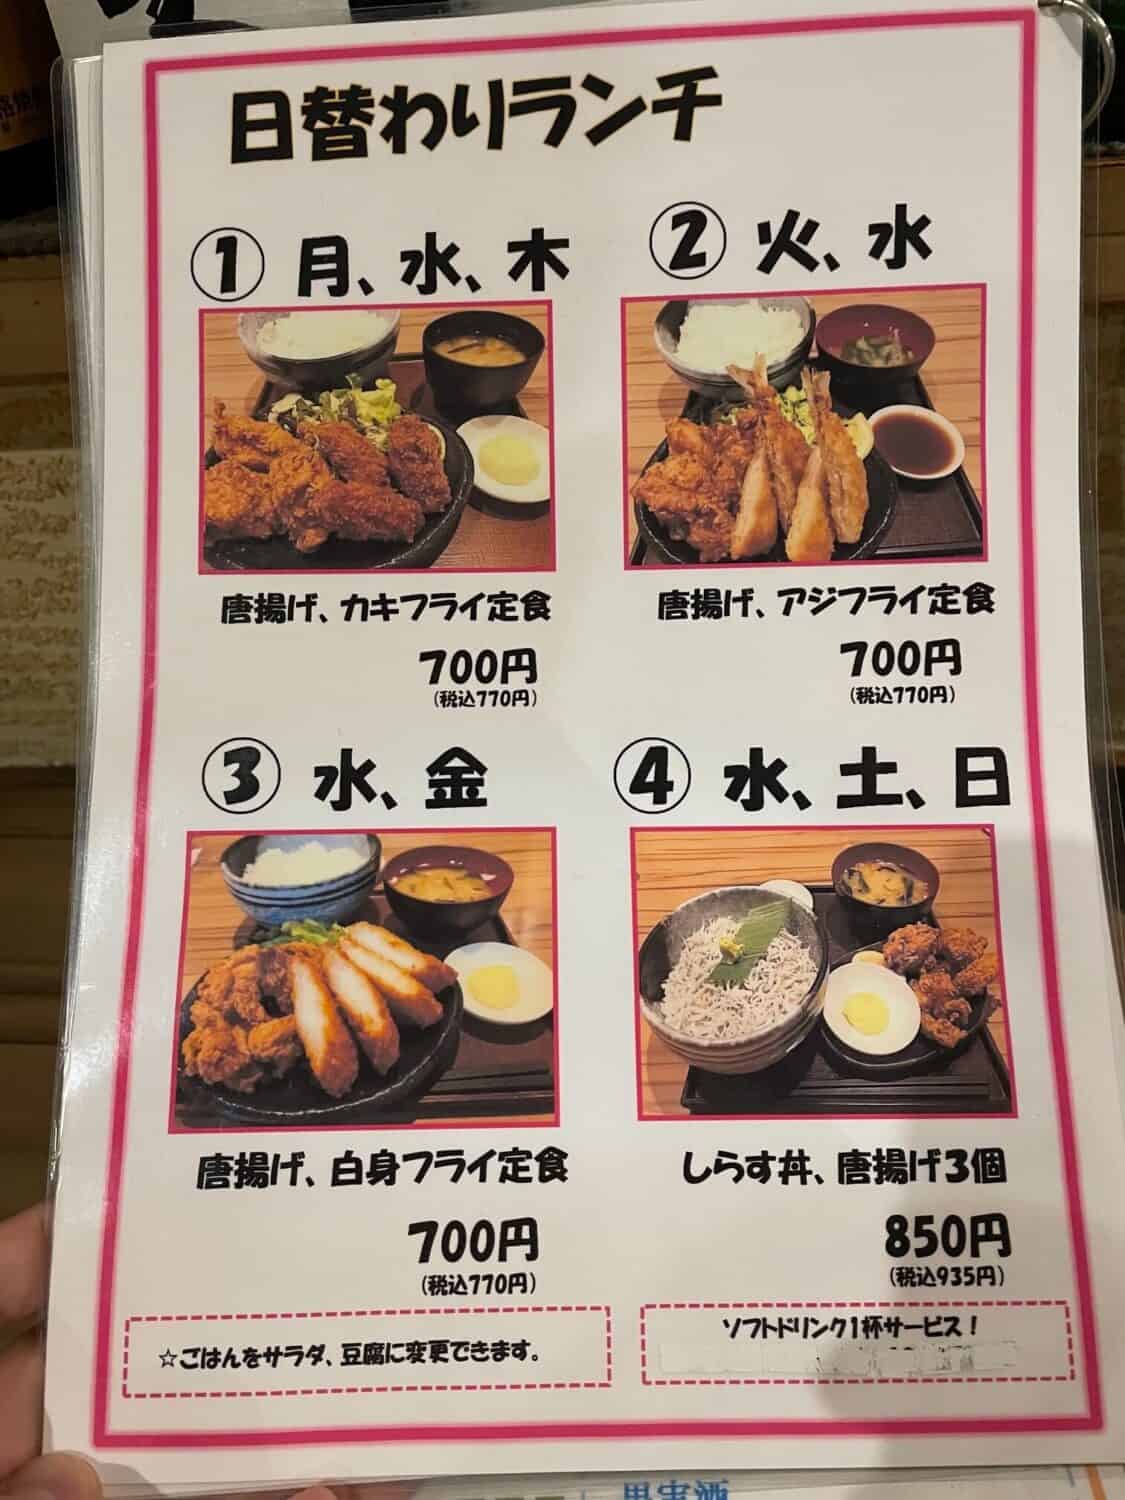 日替わりランチ
① 月、水、木
② 火、水
唐揚げ、カキフライ定食
700円
(税込770円)
唐揚げ、アジフライ定食
700円
(税込770円)
③ 水、金
④ 水、土、日
唐揚げ、白身フライ定食
700円
(税込770円)
しらす丼、唐揚げ3個
850円
(税込935円)
☆ごはんをサラダ、豆腐に変更できます。
ソフトドリンク1杯サービス！
果実酒